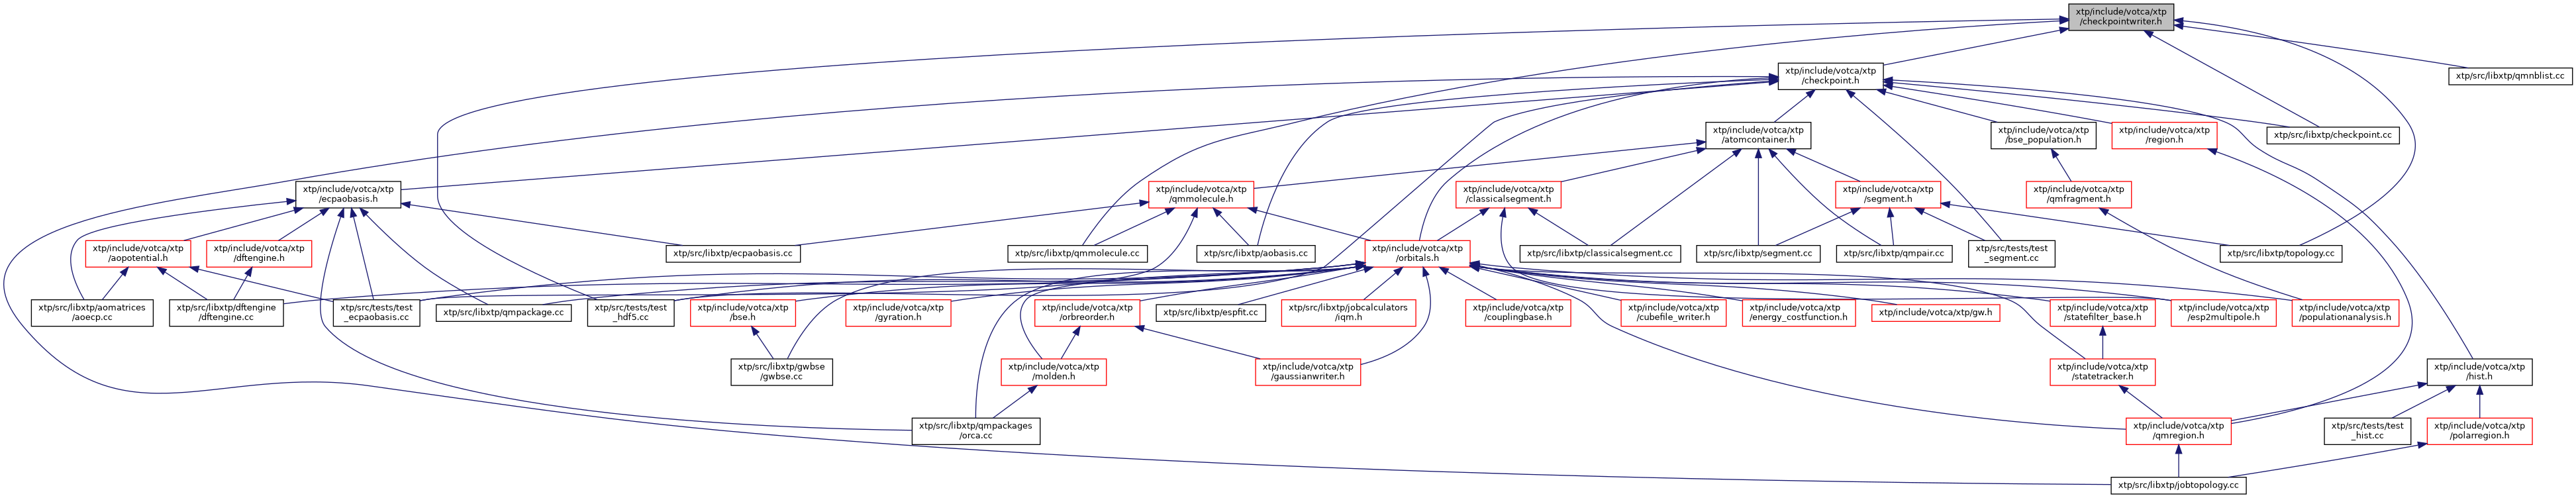 xtp/include/votca/xtp
/checkpointwriter.h
xtp/include/votca/xtp
/checkpoint.h
xtp/src/libxtp/qmnblist.cc
xtp/include/votca/xtp
/atomcontainer.h
xtp/include/votca/xtp
/bse_population.h
xtp/include/votca/xtp
/region.h
xtp/src/libxtp/checkpoint.cc
xtp/include/votca/xtp
/ecpaobasis.h
xtp/include/votca/xtp
/qmmolecule.h
xtp/include/votca/xtp
/classicalsegment.h
xtp/include/votca/xtp
/segment.h
xtp/include/votca/xtp
/qmfragment.h
xtp/include/votca/xtp
/aopotential.h
xtp/include/votca/xtp
/dftengine.h
xtp/src/libxtp/ecpaobasis.cc
xtp/src/libxtp/qmmolecule.cc
xtp/src/libxtp/aobasis.cc
xtp/include/votca/xtp
/orbitals.h
xtp/src/libxtp/classicalsegment.cc
xtp/src/libxtp/segment.cc
xtp/src/libxtp/qmpair.cc
xtp/src/tests/test
_segment.cc
xtp/src/libxtp/topology.cc
xtp/src/libxtp/aomatrices
/aoecp.cc
xtp/src/libxtp/dftengine
/dftengine.cc
xtp/src/tests/test
_ecpaobasis.cc
xtp/src/libxtp/qmpackage.cc
xtp/src/tests/test
_hdf5.cc
xtp/include/votca/xtp
/bse.h
xtp/include/votca/xtp
/gyration.h
xtp/include/votca/xtp
/orbreorder.h
xtp/src/libxtp/espfit.cc
xtp/src/libxtp/jobcalculators
/iqm.h
xtp/include/votca/xtp
/couplingbase.h
xtp/include/votca/xtp
/cubefile_writer.h
xtp/include/votca/xtp
/energy_costfunction.h
xtp/include/votca/xtp/gw.h
xtp/include/votca/xtp
/statefilter_base.h
xtp/include/votca/xtp
/esp2multipole.h
xtp/include/votca/xtp
/populationanalysis.h
xtp/src/libxtp/gwbse
/gwbse.cc
xtp/include/votca/xtp
/molden.h
xtp/include/votca/xtp
/gaussianwriter.h
xtp/include/votca/xtp
/statetracker.h
xtp/include/votca/xtp
/hist.h
xtp/src/libxtp/qmpackages
/orca.cc
xtp/include/votca/xtp
/qmregion.h
xtp/src/tests/test
_hist.cc
xtp/include/votca/xtp
/polarregion.h
xtp/src/libxtp/jobtopology.cc